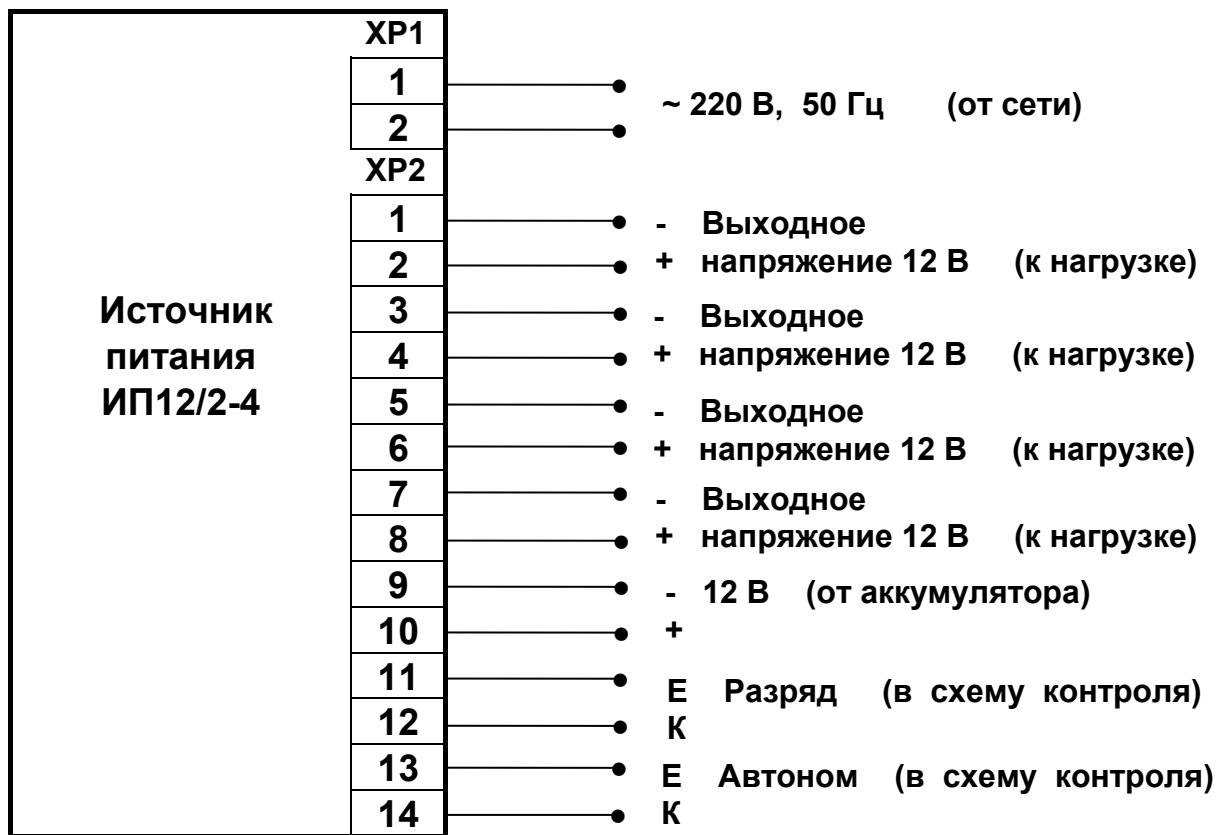 XP1
1
~ 220 В, 50 Гц (от сети)
2
XP2
1 - Выходное
2 + напряжение 12 В (к нагрузке)
Источник
питания
ИП12/2-4
3 - Выходное
4 + напряжение 12 В (к нагрузке)
5 - Выходное
6 + напряжение 12 В (к нагрузке)
7 - Выходное
8 + напряжение 12 В (к нагрузке)
9 - 12 В (от аккумулятора)
10 +
11 Е Разряд (в схему контроля)
12 К
13 Е Автоном (в схему контроля)
14 К